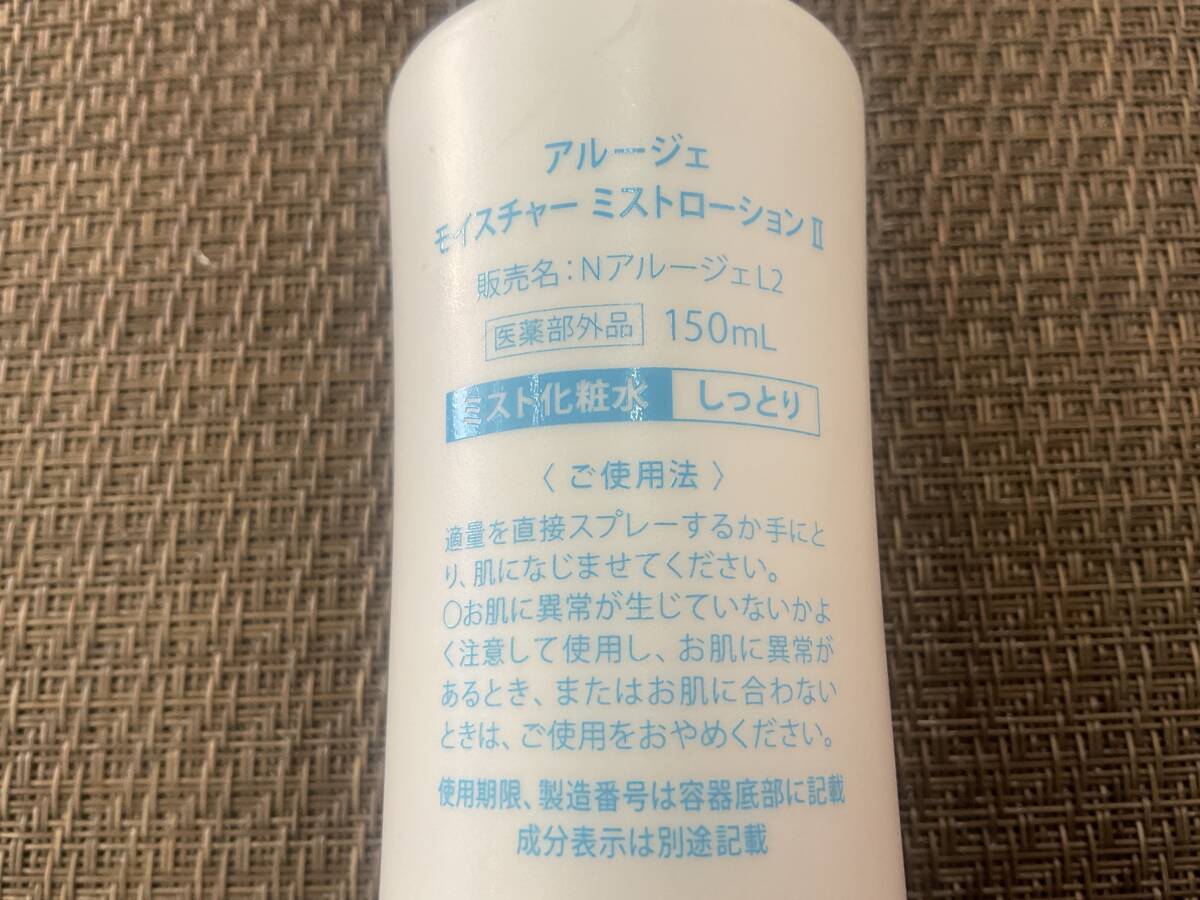 アルージェ
モイスチャー ミストローションⅡ
販売名：NアルージェL2
医薬部外品 150mL
ミスト化粧水 しっとり
〈 ご使用法 〉
適量を直接スプレーするか手にと
り、肌になじませてください。
○お肌に異常が生じていないかよ
く注意して使用し、お肌に異常が
あるとき、またはお肌に合わない
ときは、ご使用をおやめください。
使用期限、製造番号は容器底部に記載
成分表示は別途記載